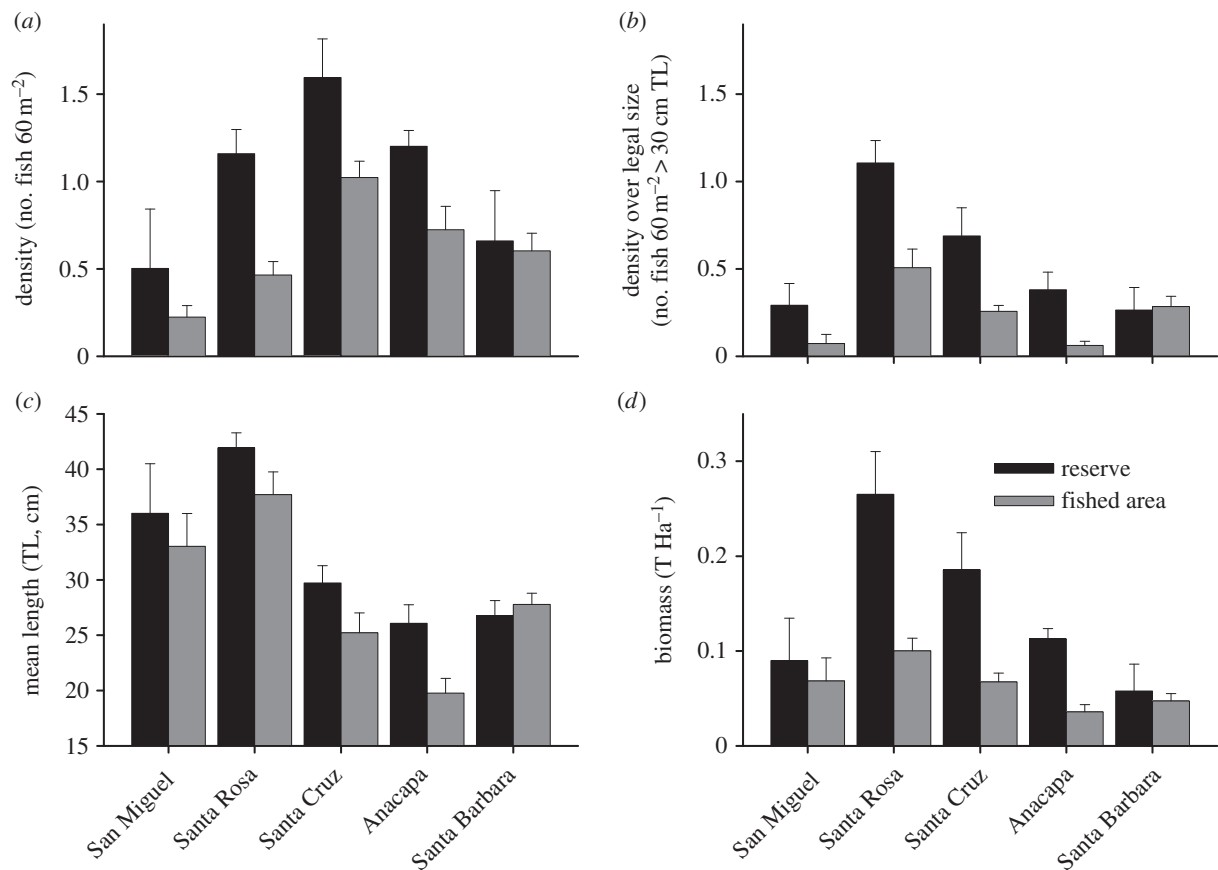 (a)
density (no. fish 60 m−2)
1.5
1.0
0.5
0
(b)
density over legal size
(no. fish 60 m−2 > 30 cm TL)
1.5
1.0
0.5
0
(c)
mean length (TL, cm)
45
40
35
30
25
20
15
San Miguel
Santa Rosa
Santa Cruz
Anacapa
Santa Barbara
(d)
biomass (T Ha−1)
0.3
0.2
0.1
0
reserve
fished area
San Miguel
Santa Rosa
Santa Cruz
Anacapa
Santa Barbara